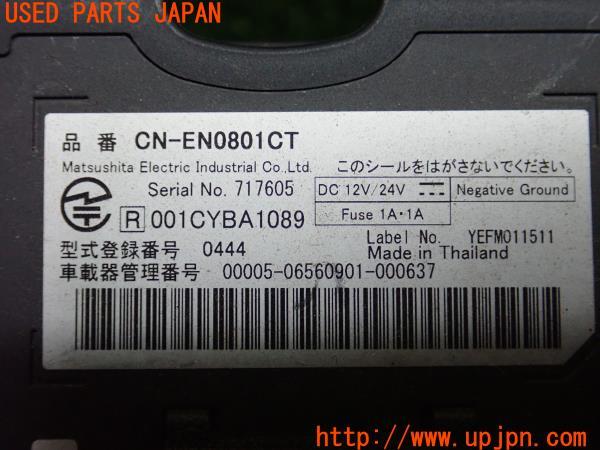 USED PARTS JAPAN
品番 CN-EN0801CT
Matsushita Electric Industrial Co.,Ltd. このシールをはがさないでください。
Serial No. 717605 DC 12V/24V Negative Ground
R 001CYBA1089 Fuse 1A・1A
型式登録番号 0444 Label No. YEFM011511
Made in Thailand
車載器管理番号 00005-06560901-000637
www.upjpn.com